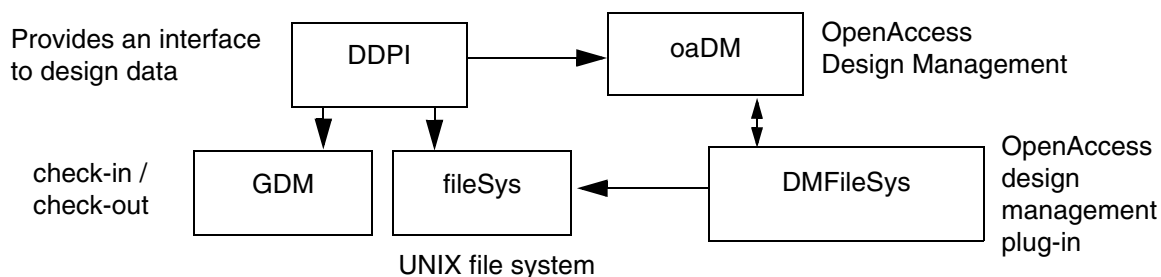 Provides an interface
to design data
DDPI
oaDM
OpenAccess
Design Management
check-in /
check-out
GDM
fileSys
DMFileSys
OpenAccess
design
management
plug-in
UNIX file system